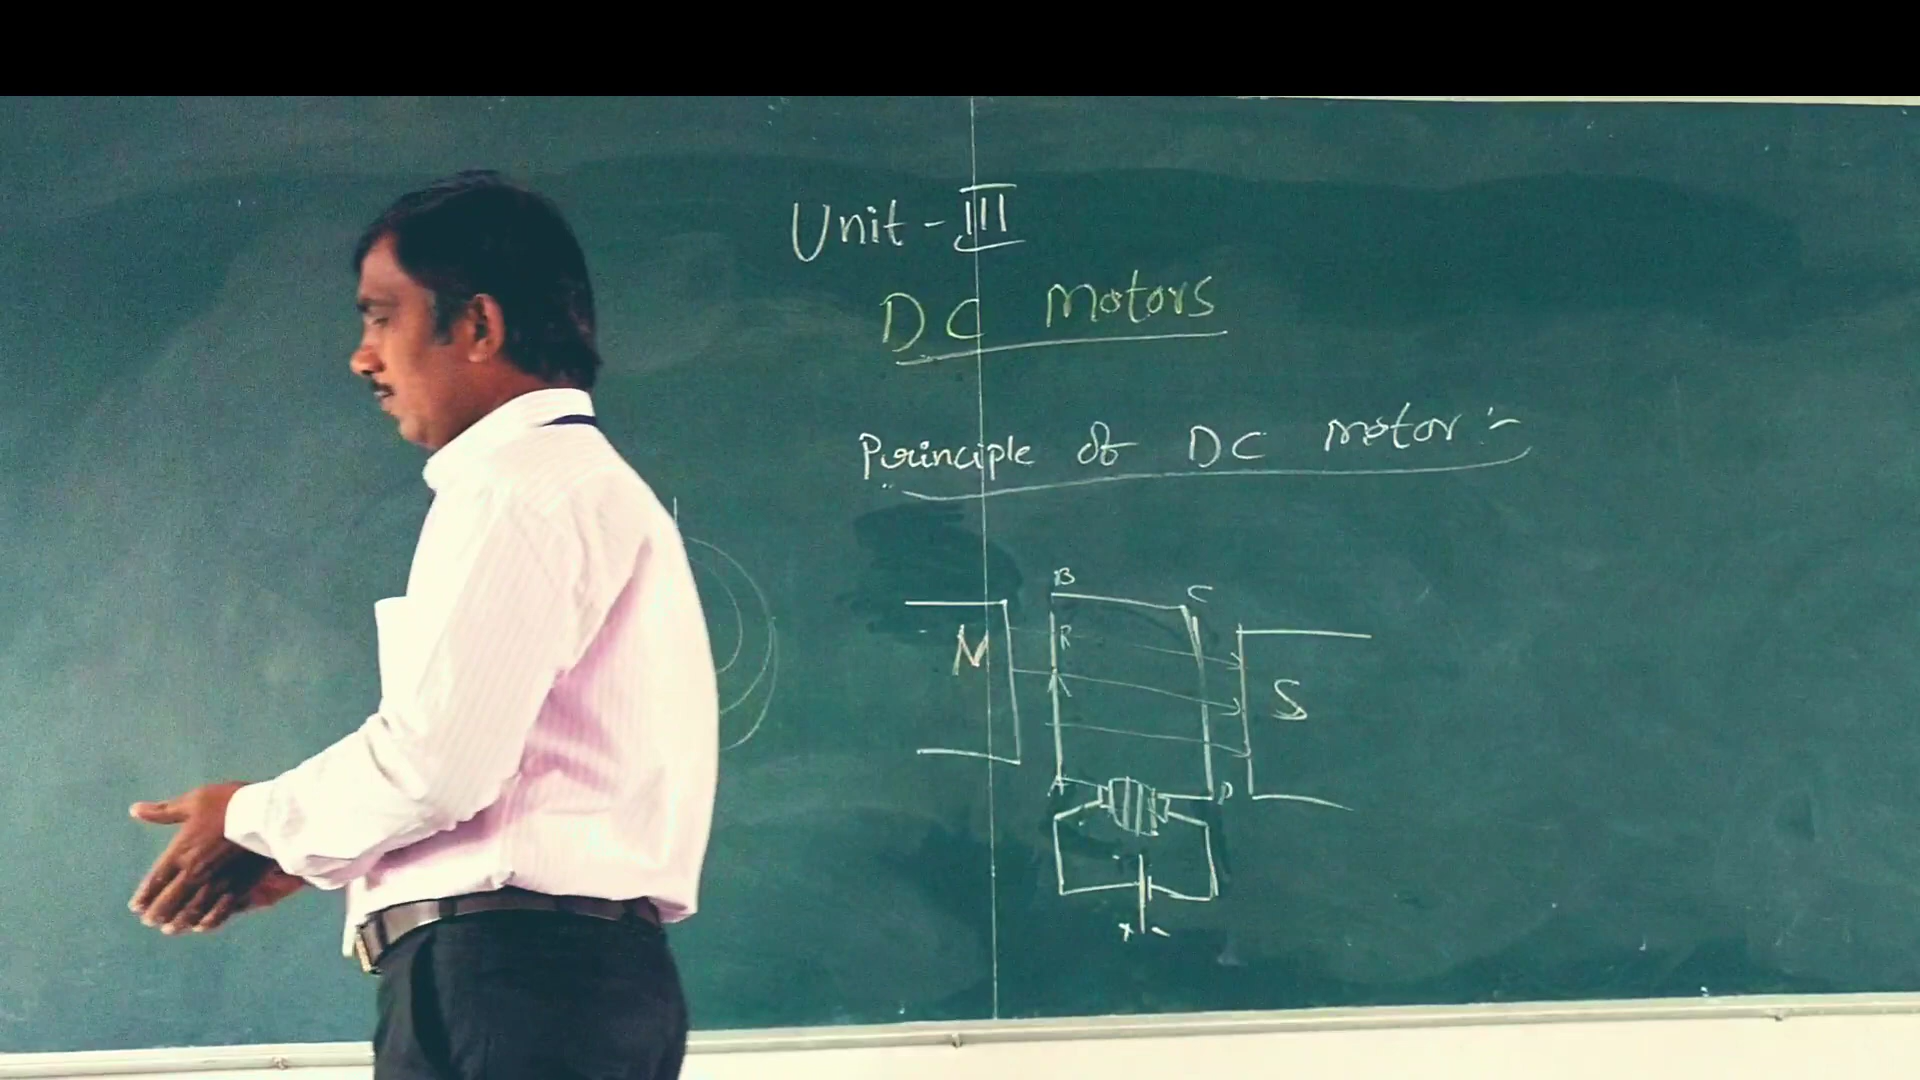 Unit - III
DC Motors
Principle of DC motor :-
B
C
R
N
S
A
D
+ -